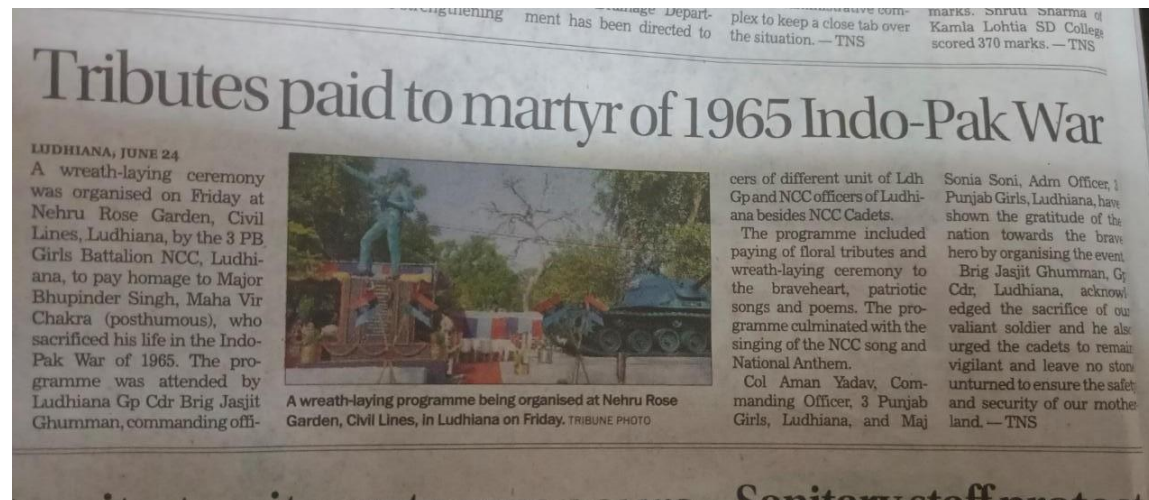 ment has been directed to
plex to keep a close tab over
the situation. — TNS
marks. Shruti Sharma of
Kamla Lohtia SD College
scored 370 marks. — TNS
Tributes paid to martyr of 1965 Indo-Pak War
LUDHIANA, JUNE 24
A wreath-laying ceremony
was organised on Friday at
Nehru Rose Garden, Civil
Lines, Ludhiana, by the 3 PB
Girls Battalion NCC, Ludhi-
ana, to pay homage to Major
Bhupinder Singh, Maha Vir
Chakra (posthumous), who
sacrificed his life in the Indo-
Pak War of 1965. The pro-
gramme was attended by
Ludhiana Gp Cdr Brig Jasjit
Ghumman, commanding offi-
A wreath-laying programme being organised at Nehru Rose
Garden, Civil Lines, in Ludhiana on Friday. TRIBUNE PHOTO
cers of different unit of Ldh
Gp and NCC officers of Ludhi-
ana besides NCC Cadets.
The programme included
paying of floral tributes and
wreath-laying ceremony to
the braveheart, patriotic
songs and poems. The pro-
gramme culminated with the
singing of the NCC song and
National Anthem.
Col Aman Yadav, Com-
manding Officer, 3 Punjab
Girls, Ludhiana, and Maj
Sonia Soni, Adm Officer,
Punjab Girls, Ludhiana, have
shown the gratitude of the
nation towards the brave
hero by organising the event
Brig Jasjit Ghumman, Gp
Cdr, Ludhiana, acknowl
edged the sacrifice of our
valiant soldier and he also
urged the cadets to remain
vigilant and leave no stone
unturned to ensure the safet
and security of our mother
land. — TNS